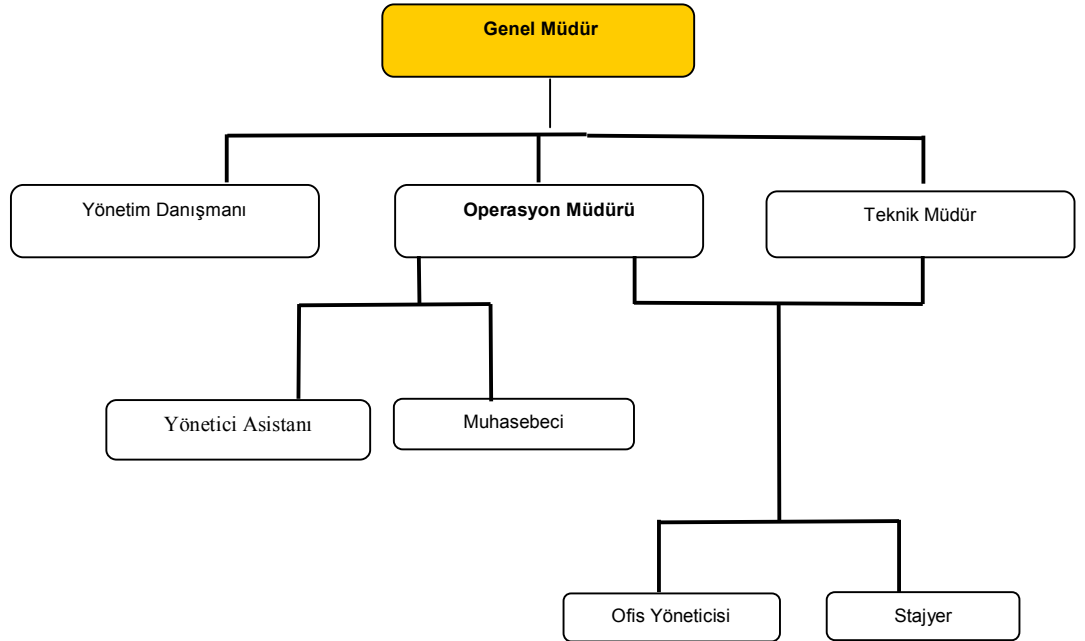 Genel Müdür
Yönetim Danışmanı
Operasyon Müdürü
Teknik Müdür
Yönetici Asistanı
Muhasebeci
Ofis Yöneticisi
Stajyer